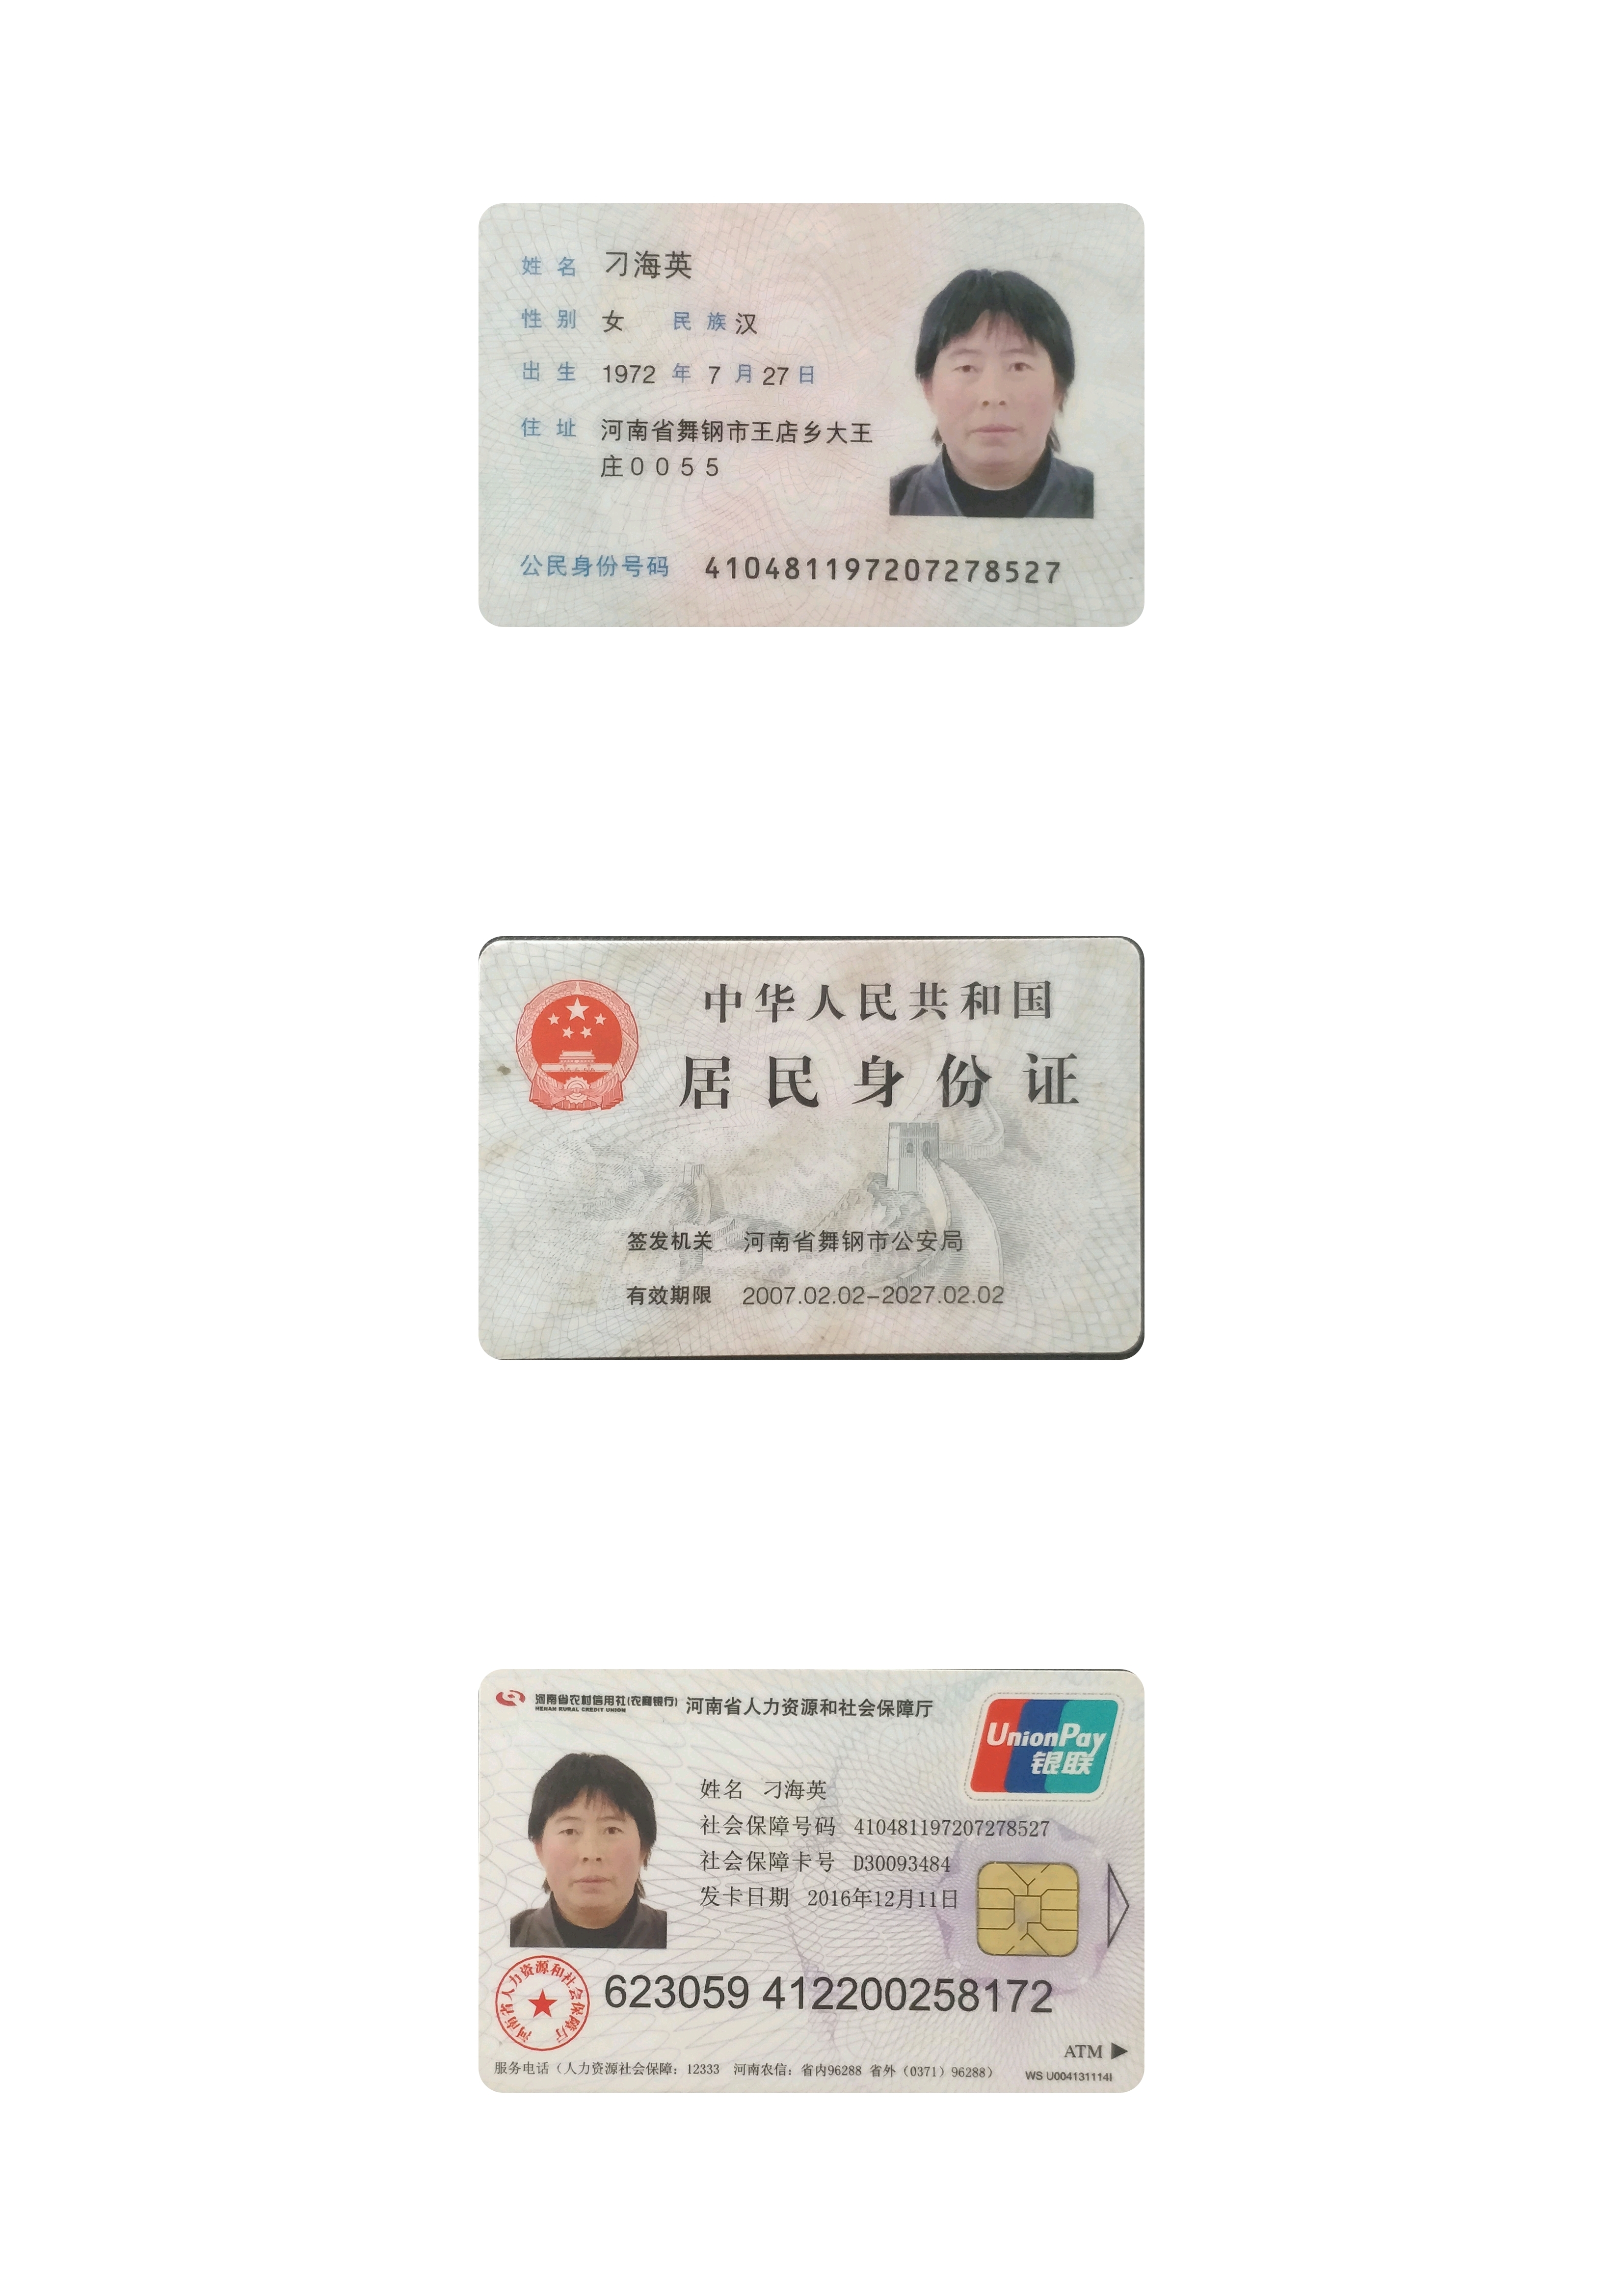 姓名 刁海英
性别 女 民族 汉
出生 1972 年 7 月 27 日
住址 河南省舞钢市王店乡大王
庄0055
公民身份号码 410481197207278527
中华人民共和国
居民身份证
签发机关 河南省舞钢市公安局
有效期限 2007.02.02-2027.02.02
河南省农村信用社(农商银行) 河南省人力资源和社会保障厅
HENAN RURAL CREDIT UNION
UnionPay
银联
姓名 刁海英
社会保障号码 410481197207278527
社会保障卡号 D30093484
发卡日期 2016年12月11日
河南省人力资源和社会保障厅
623059 412200258172
ATM
服务电话（人力资源社会保障：12333 河南农信：省内96288 省外（0371）96288）
WS U004131114I